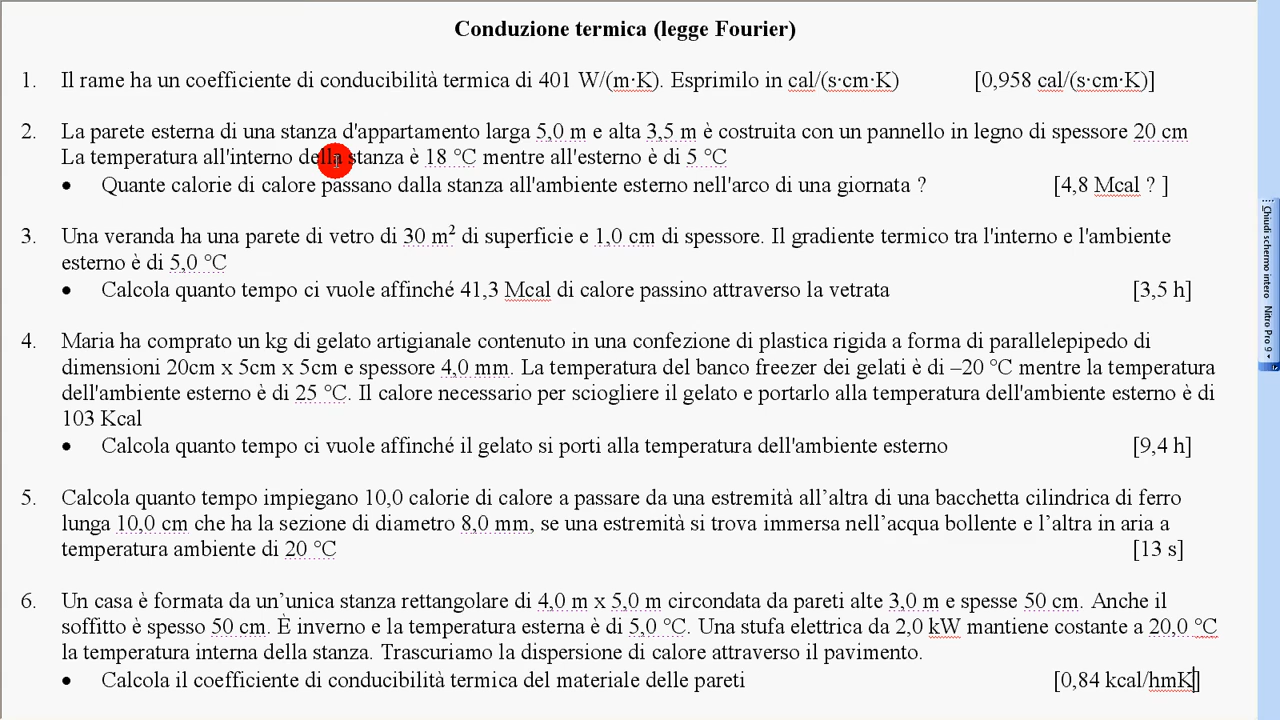 Conduzione termica (legge Fourier)
1. Il rame ha un coefficiente di conducibilità termica di 401 W/(m·K). Esprimilo in cal/(s·cm·K) [0,958 cal/(s·cm·K)]
2. La parete esterna di una stanza d'appartamento larga 5,0 m e alta 3,5 m è costruita con un pannello in legno di spessore 20 cm
La temperatura all'interno della stanza è 18 °C mentre all'esterno è di 5 °C
• Quante calorie di calore passano dalla stanza all'ambiente esterno nell'arco di una giornata ? [4,8 Mcal ? ]
3. Una veranda ha una parete di vetro di 30 m² di superficie e 1,0 cm di spessore. Il gradiente termico tra l'interno e l'ambiente
esterno è di 5,0 °C
• Calcola quanto tempo ci vuole affinché 41,3 Mcal di calore passino attraverso la vetrata [3,5 h]
4. Maria ha comprato un kg di gelato artigianale contenuto in una confezione di plastica rigida a forma di parallelepipedo di
dimensioni 20cm x 5cm x 5cm e spessore 4,0 mm. La temperatura del banco freezer dei gelati è di –20 °C mentre la temperatura
dell'ambiente esterno è di 25 °C. Il calore necessario per sciogliere il gelato e portarlo alla temperatura dell'ambiente esterno è di
103 Kcal
• Calcola quanto tempo ci vuole affinché il gelato si porti alla temperatura dell'ambiente esterno [9,4 h]
5. Calcola quanto tempo impiegano 10,0 calorie di calore a passare da una estremità all’altra di una bacchetta cilindrica di ferro
lunga 10,0 cm che ha la sezione di diametro 8,0 mm, se una estremità si trova immersa nell’acqua bollente e l’altra in aria a
temperatura ambiente di 20 °C [13 s]
6. Un casa è formata da un’unica stanza rettangolare di 4,0 m x 5,0 m circondata da pareti alte 3,0 m e spesse 50 cm. Anche il
soffitto è spesso 50 cm. È inverno e la temperatura esterna è di 5,0 °C. Una stufa elettrica da 2,0 kW mantiene costante a 20,0 °C
la temperatura interna della stanza. Trascuriamo la dispersione di calore attraverso il pavimento.
• Calcola il coefficiente di conducibilità termica del materiale delle pareti [0,84 kcal/hmK]
Chiudi schermo intero Nitro Pro 9